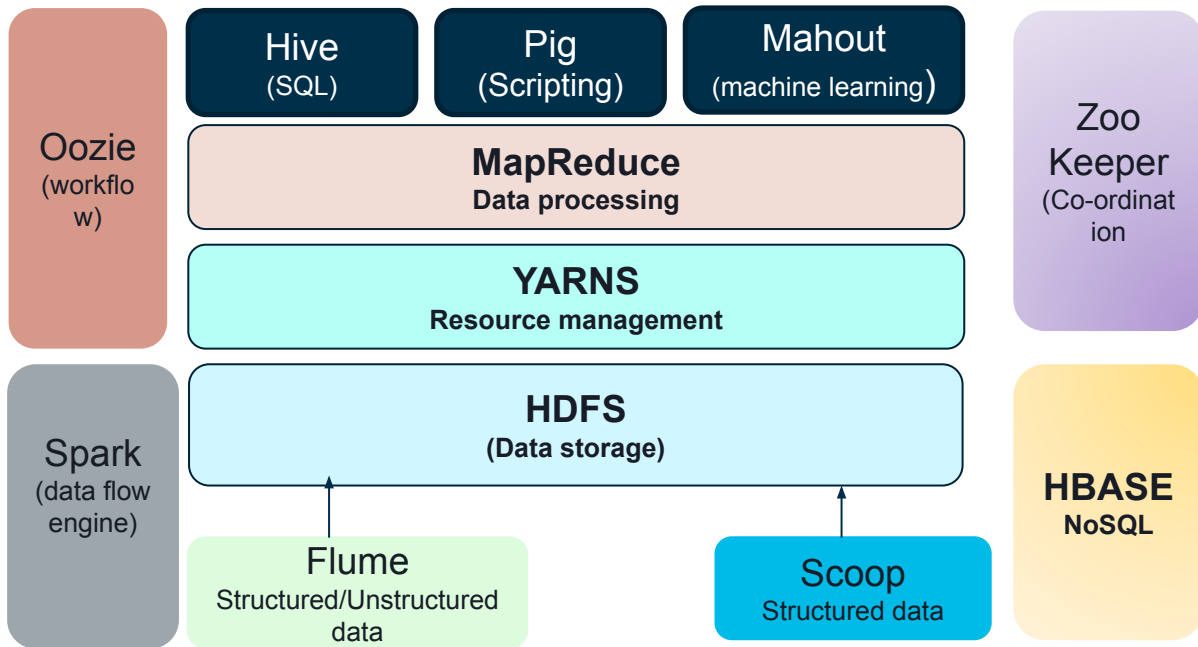 Hive
(SQL)
Pig
(Scripting)
Mahout
(machine learning)
Oozie
(workflo
w)
MapReduce
Data processing
Zoo
Keeper
(Co-ordinat
ion
YARNS
Resource management
HDFS
(Data storage)
Spark
(data flow
engine)
HBASE
NoSQL
Flume
Structured/Unstructured
data
Scoop
Structured data